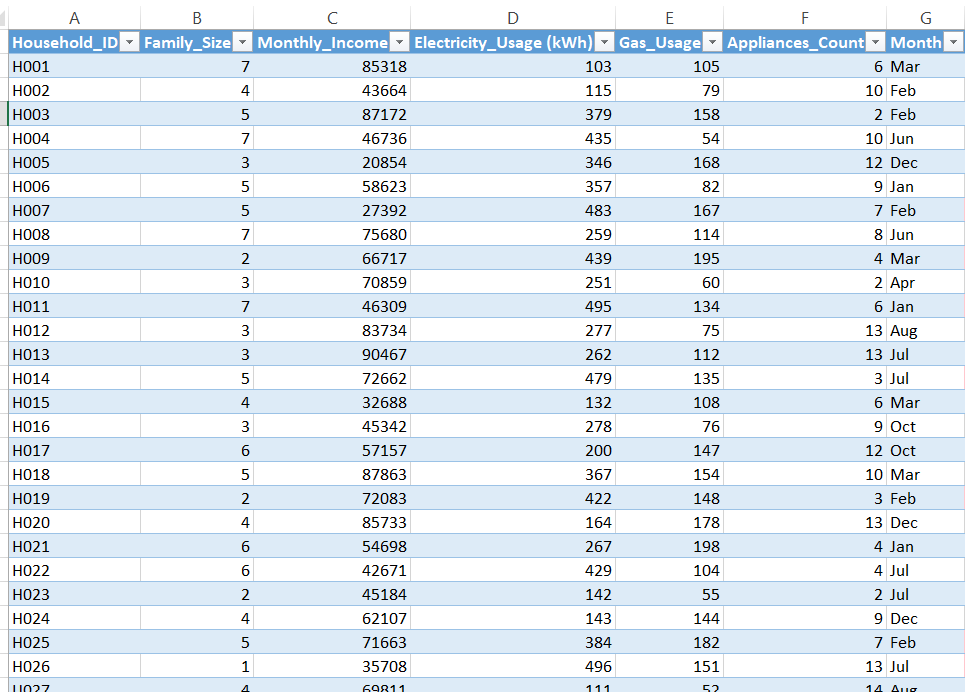 A B C D E F G
Household_ID Family_Size Monthly_Income Electricity_Usage (kWh) Gas_Usage Appliances_Count Month
H001 7 85318 103 105 6 Mar
H002 4 43664 115 79 10 Feb
H003 5 87172 379 158 2 Feb
H004 7 46736 435 54 10 Jun
H005 3 20854 346 168 12 Dec
H006 5 58623 357 82 9 Jan
H007 5 27392 483 167 7 Feb
H008 7 75680 259 114 8 Jun
H009 2 66717 439 195 4 Mar
H010 3 70859 251 60 2 Apr
H011 7 46309 495 134 6 Jan
H012 3 83734 277 75 13 Aug
H013 3 90467 262 112 13 Jul
H014 5 72662 479 135 3 Jul
H015 4 32688 132 108 6 Mar
H016 3 45342 278 76 9 Oct
H017 6 57157 200 147 12 Oct
H018 5 87863 367 154 10 Mar
H019 2 72083 422 148 3 Feb
H020 4 85733 164 178 13 Dec
H021 6 54698 267 198 4 Jan
H022 6 42671 429 104 4 Jul
H023 2 45184 142 55 2 Jul
H024 4 62107 143 144 9 Dec
H025 5 71663 384 182 7 Feb
H026 1 35708 496 151 13 Jul
H027 4 69811 111 52 14 Aug